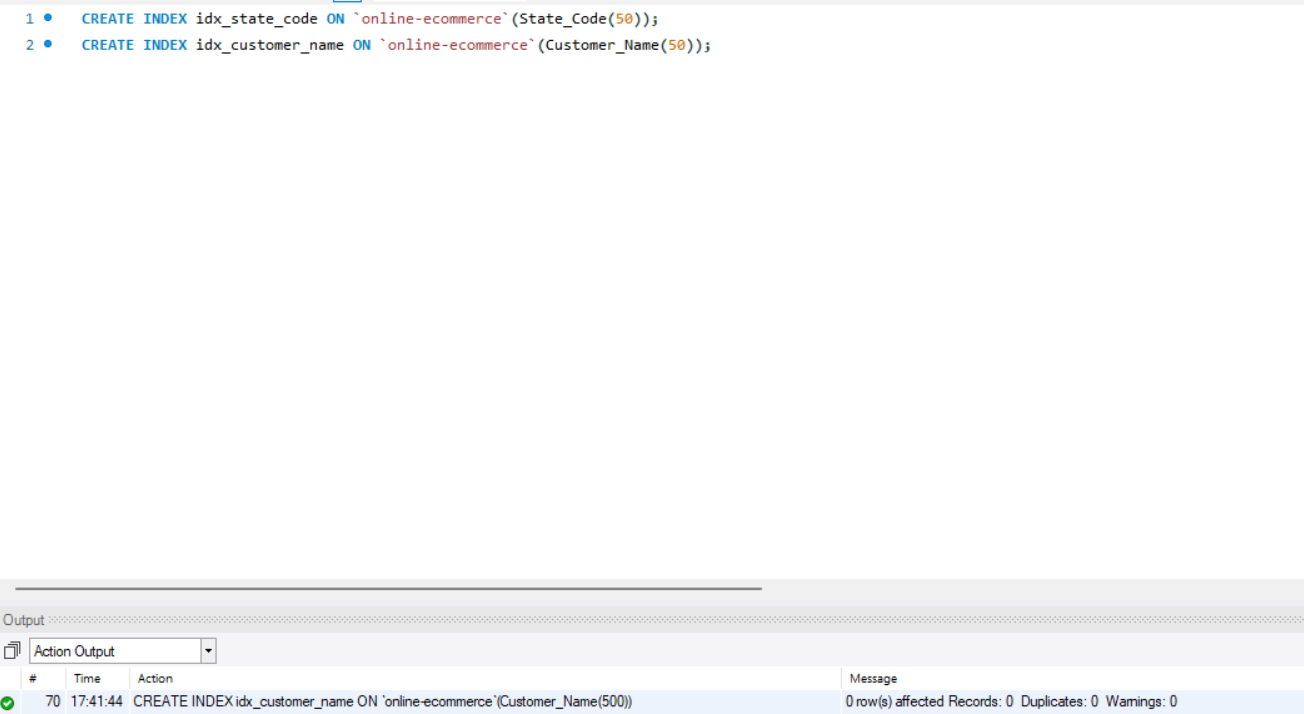 1 CREATE INDEX idx_state_code ON `online-ecommerce`(State_Code(50));
2 CREATE INDEX idx_customer_name ON `online-ecommerce`(Customer_Name(50));
Output
Action Output
# Time Action Message
70 17:41:44 CREATE INDEX idx_customer_name ON `online-ecommerce`(Customer_Name(500)) 0 row(s) affected Records: 0 Duplicates: 0 Warnings: 0